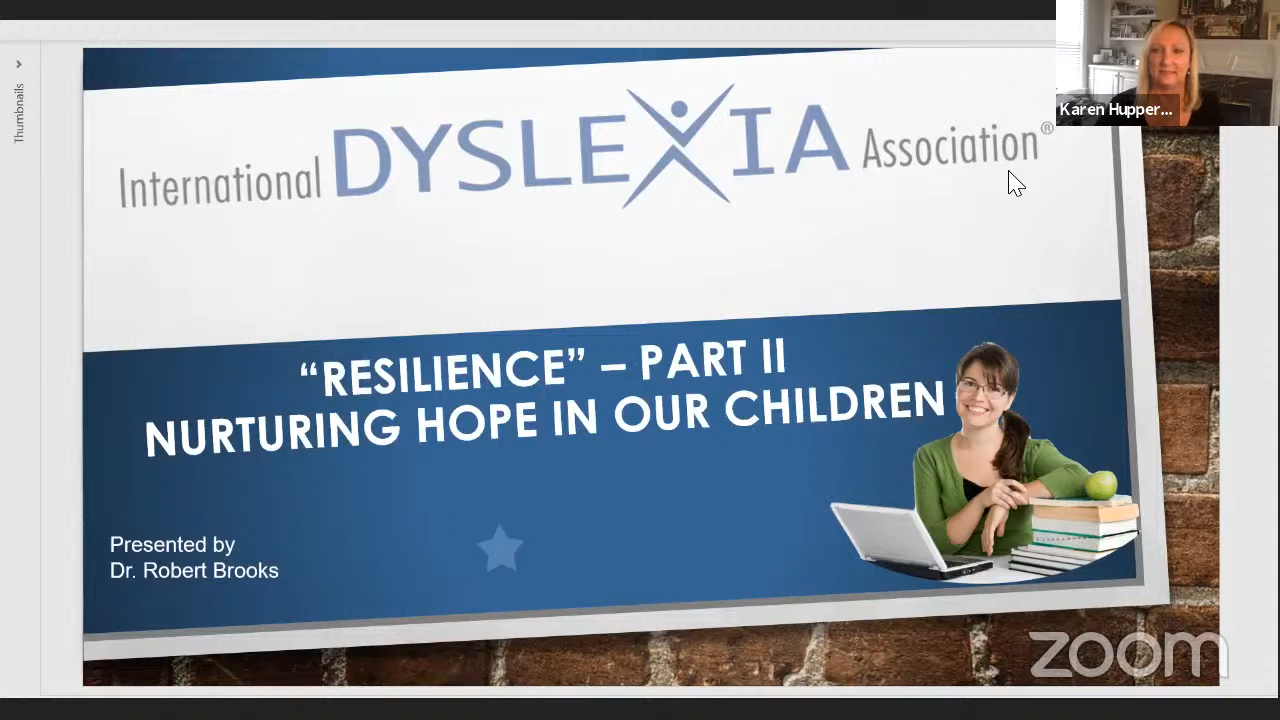 Thumbnails
Karen Hupper...
International DYSLEXIA Association®
“RESILIENCE” – PART II
NURTURING HOPE IN OUR CHILDREN
Presented by
Dr. Robert Brooks
zoom